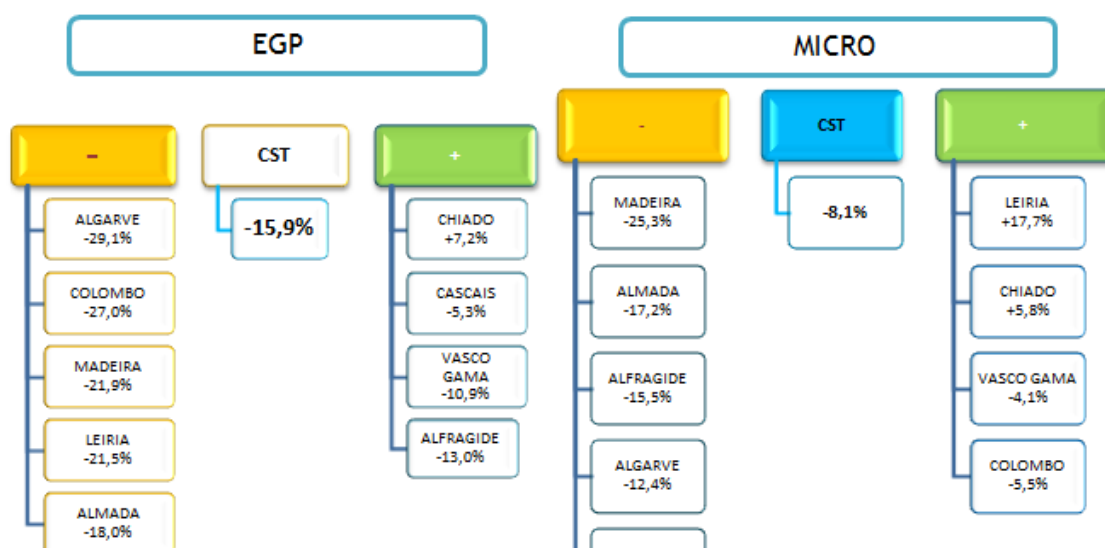 EGP
–
CST
+
ALGARVE
-29,1%
-15,9%
CHIADO
+7,2%
COLOMBO
-27,0%
CASCAIS
-5,3%
MADEIRA
-21,9%
VASCO
GAMA
-10,9%
LEIRIA
-21,5%
ALFRAGIDE
-13,0%
ALMADA
-18,0%
MICRO
-
CST
+
MADEIRA
-25,3%
-8,1%
LEIRIA
+17,7%
ALMADA
-17,2%
CHIADO
+5,8%
ALFRAGIDE
-15,5%
VASCO GAMA
-4,1%
ALGARVE
-12,4%
COLOMBO
-5,5%